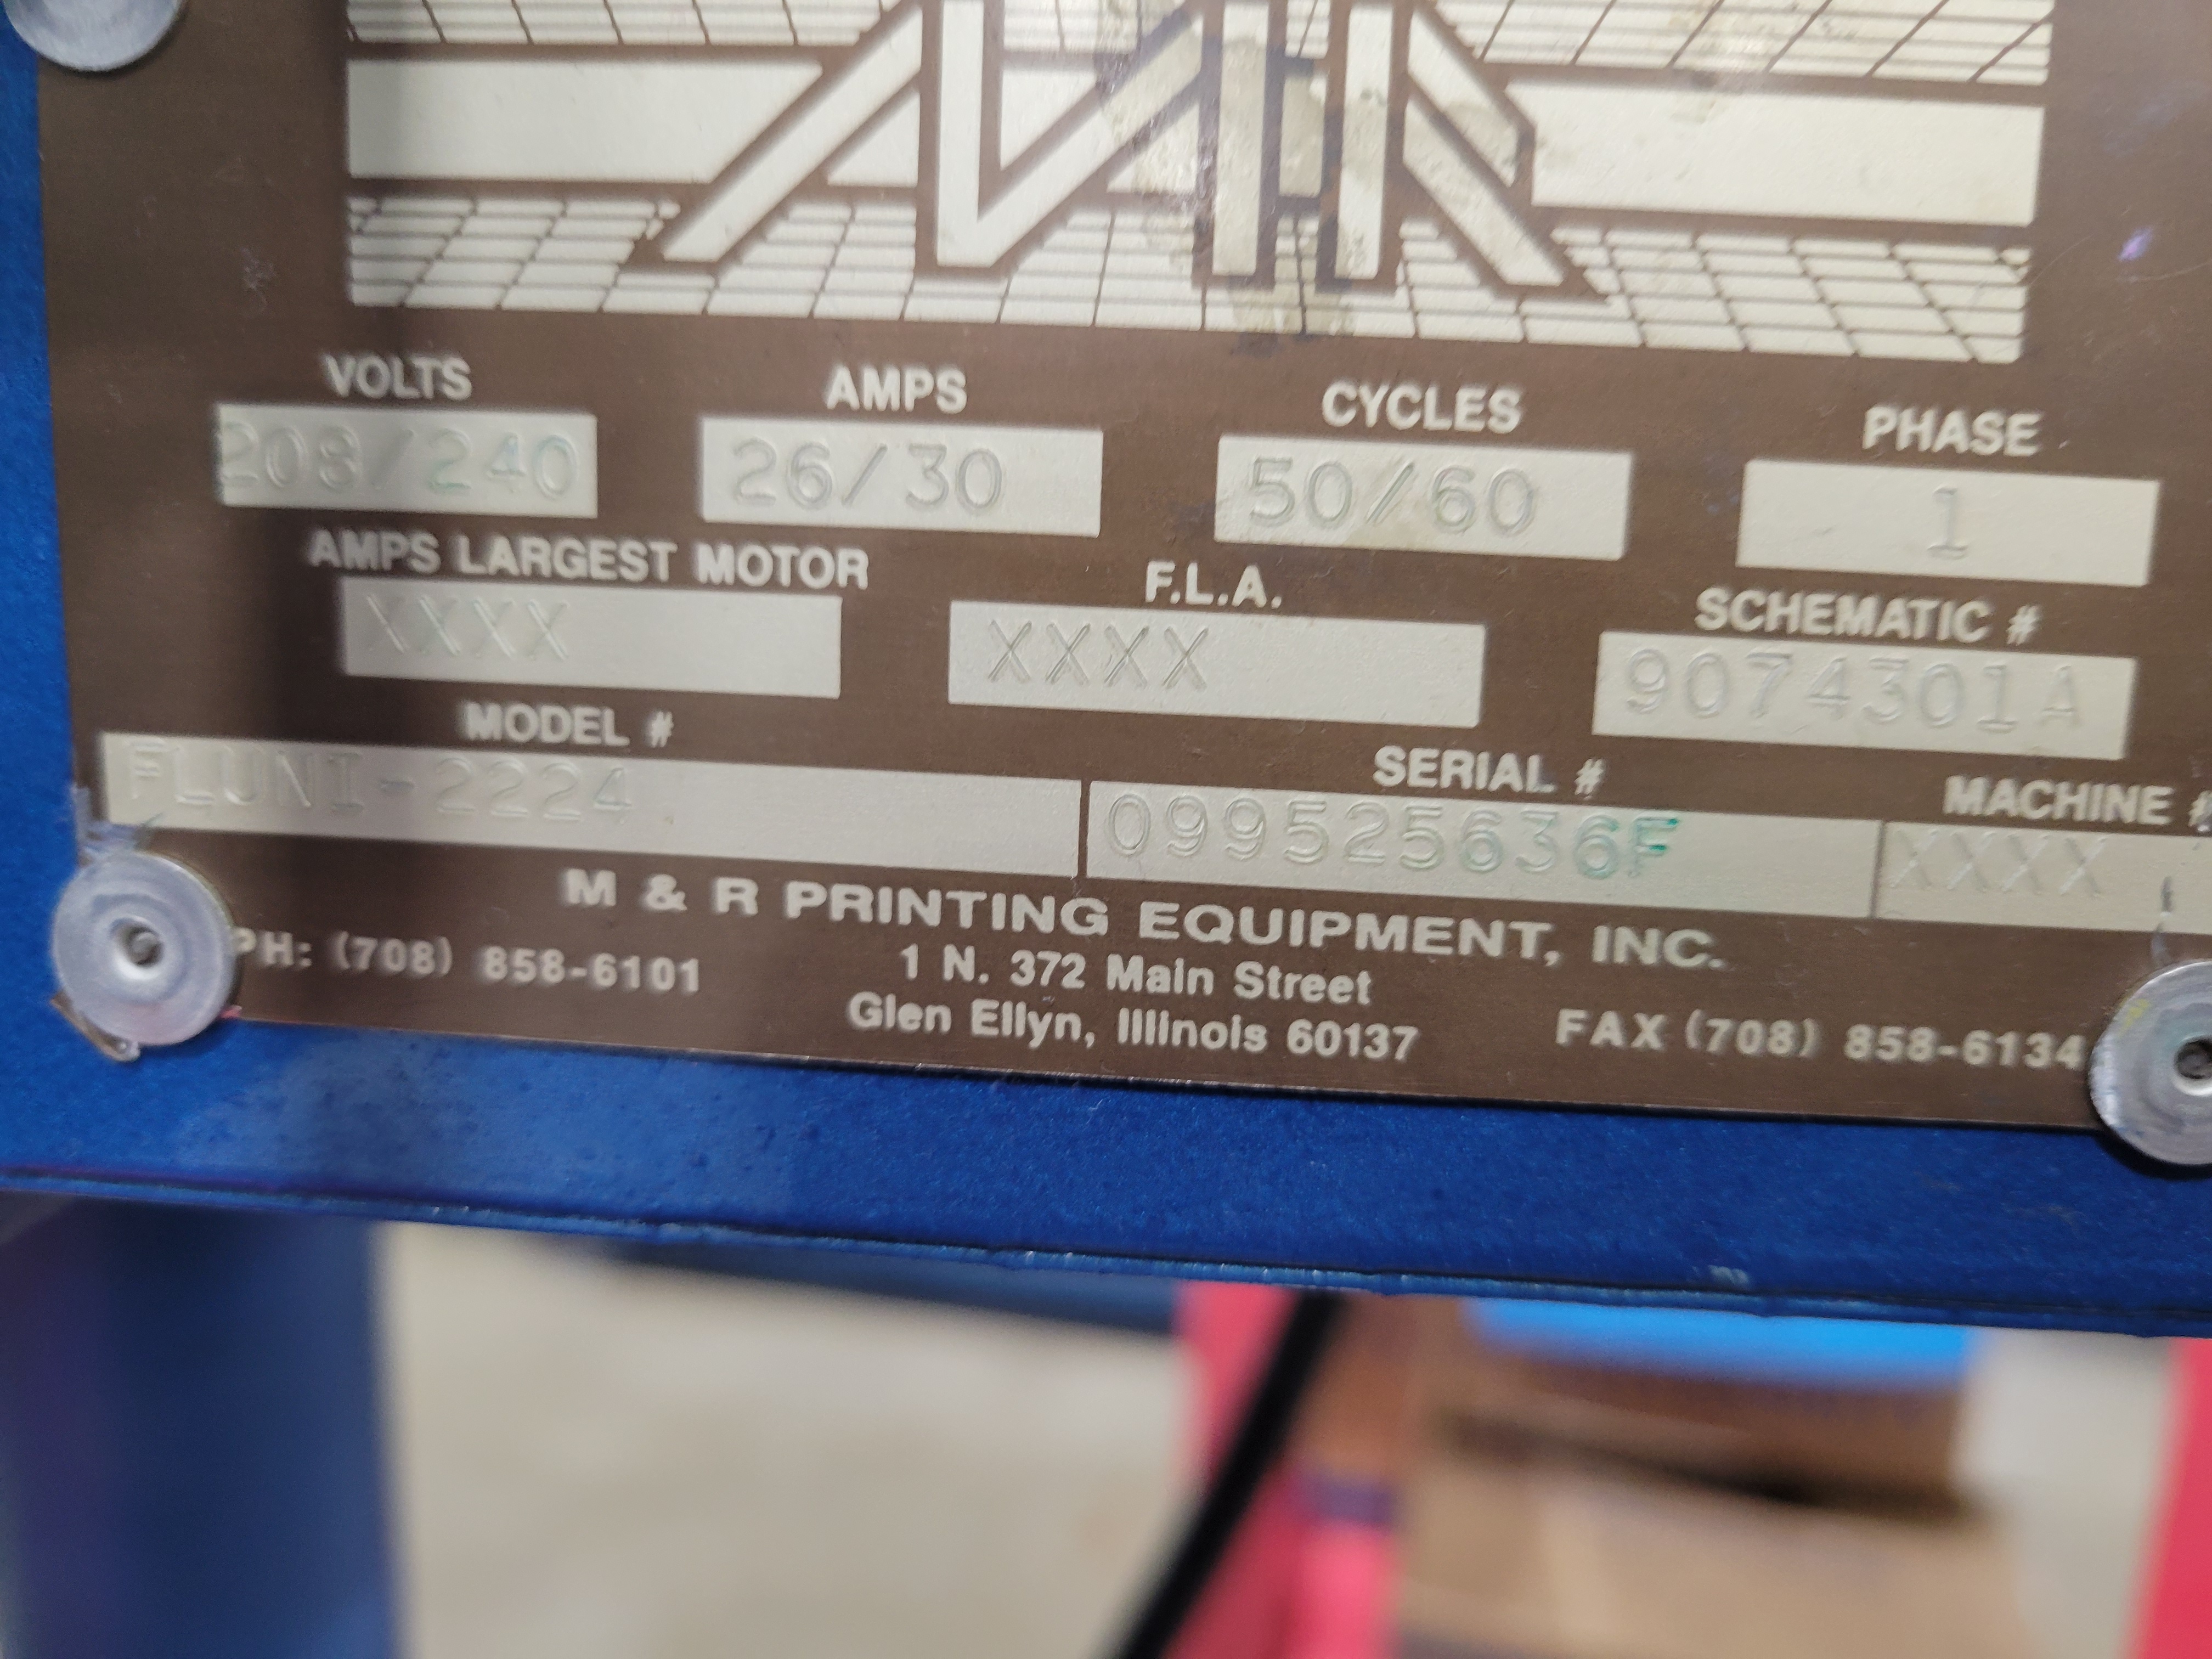 VOLTS AMPS CYCLES PHASE
208/240 26/30 50/60 1
AMPS LARGEST MOTOR F.L.A. SCHEMATIC #
XXXX XXXX 9074301A
MODEL # SERIAL # MACHINE #
FLUNI-2224 099525636F XXXX
M & R PRINTING EQUIPMENT, INC.
PH: (708) 858-6101 1 N. 372 Main Street
Glen Ellyn, Illinois 60137 FAX (708) 858-6134